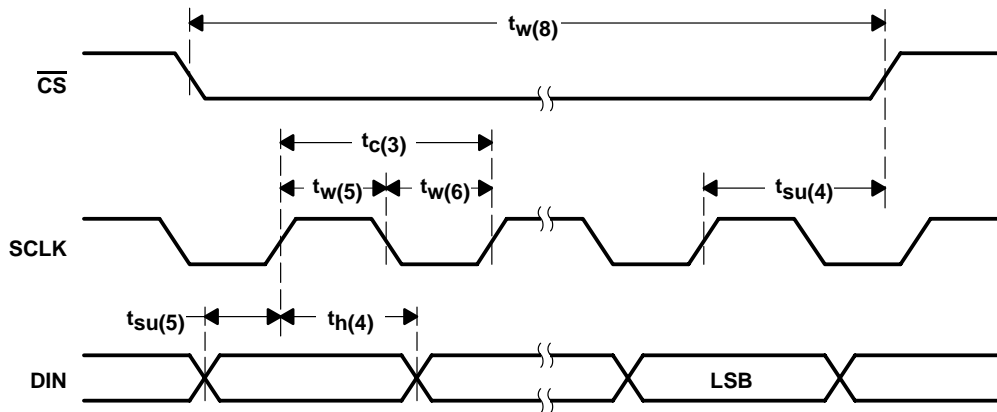 tw(8)
CS
tc(3)
tw(5) tw(6) tsu(4)
SCLK
tsu(5) th(4)
DIN LSB